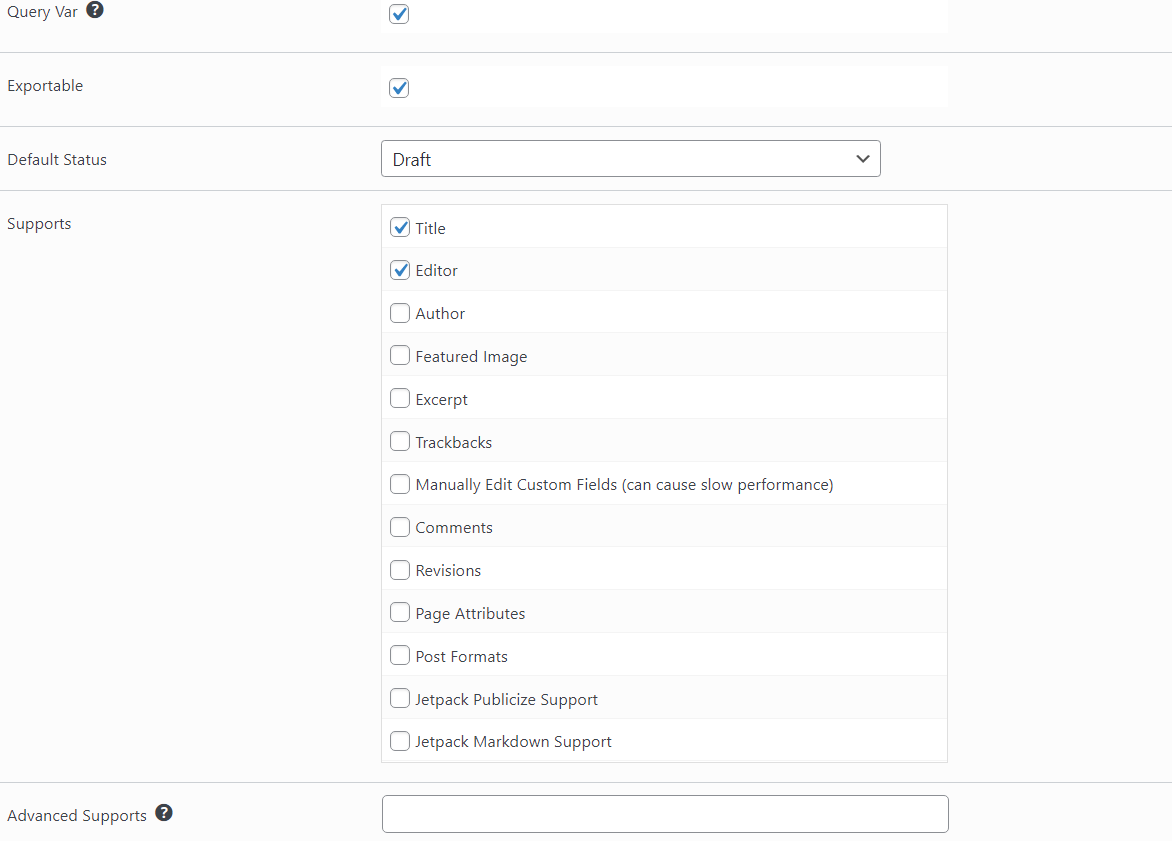 Query Var ?
Exportable
Default Status
Draft
Supports
Title
Editor
Author
Featured Image
Excerpt
Trackbacks
Manually Edit Custom Fields (can cause slow performance)
Comments
Revisions
Page Attributes
Post Formats
Jetpack Publicize Support
Jetpack Markdown Support
Advanced Supports ?